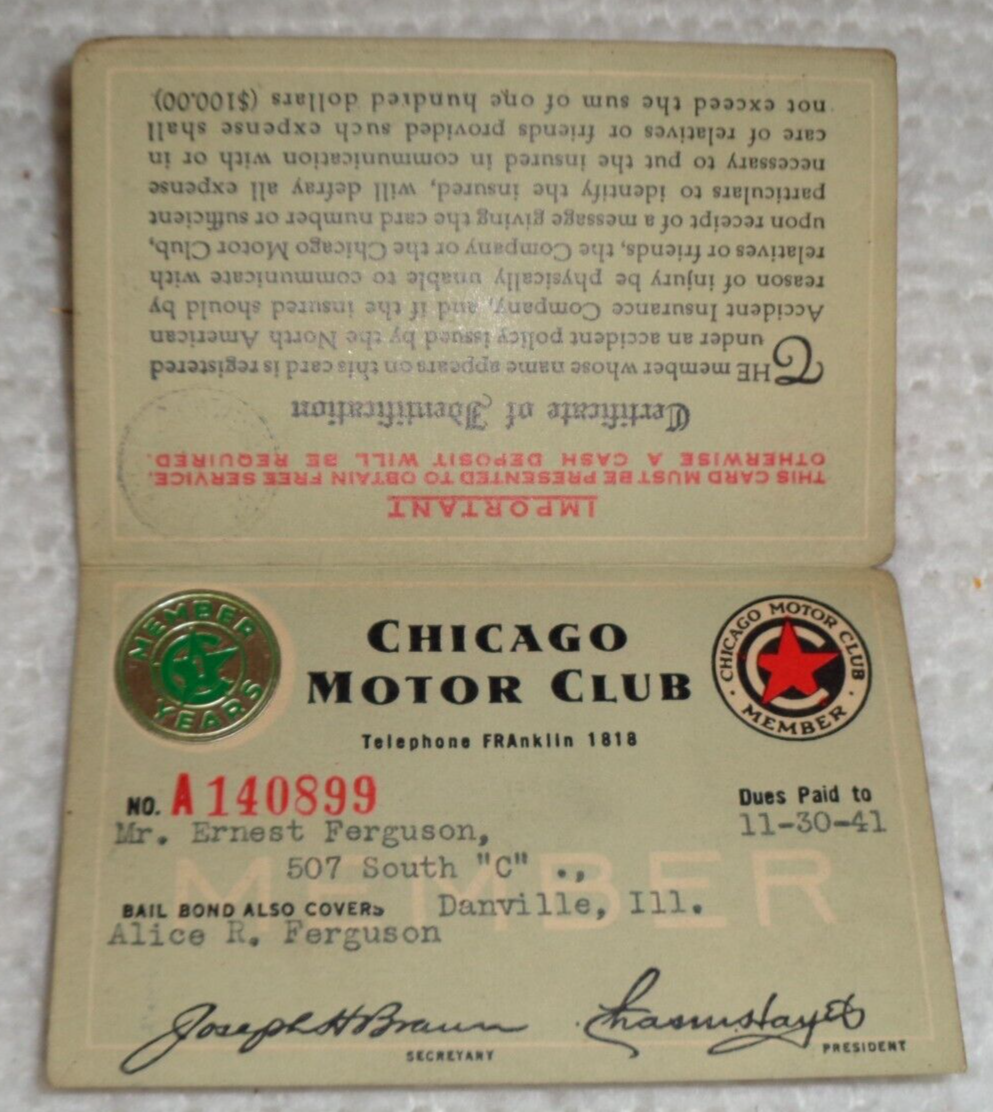 IMPORTANT
THIS CARD MUST BE PRESENTED TO OBTAIN FREE SERVICE.
OTHERWISE A CASH DEPOSIT WILL BE REQUIRED.
Certificate of Identification
THE member whose name appears on this card is registered
under an accident policy issued by the North American
Accident Insurance Company, and if the insured should by
reason of injury be physically unable to communicate with
relatives or friends, the Company or the Chicago Motor Club,
upon receipt of a message giving the card number or sufficient
particulars to identify the insured, will defray all expense
necessary to put the insured in communication with or in
care of relatives or friends provided such expense shall
not exceed the sum of one hundred dollars ($100.00)
MEMBER
YEARS
CHICAGO
MOTOR CLUB
Telephone FRAnklin 1818
CHICAGO MOTOR CLUB
MEMBER
NO. A140899
Dues Paid to
11-30-41
Mr. Ernest Ferguson,
507 South "C" .,
MEMBER
BAIL BOND ALSO COVERS Danville, Ill.
Alice R. Ferguson
Joseph H Braun
SECRETARY
Hayes
PRESIDENT